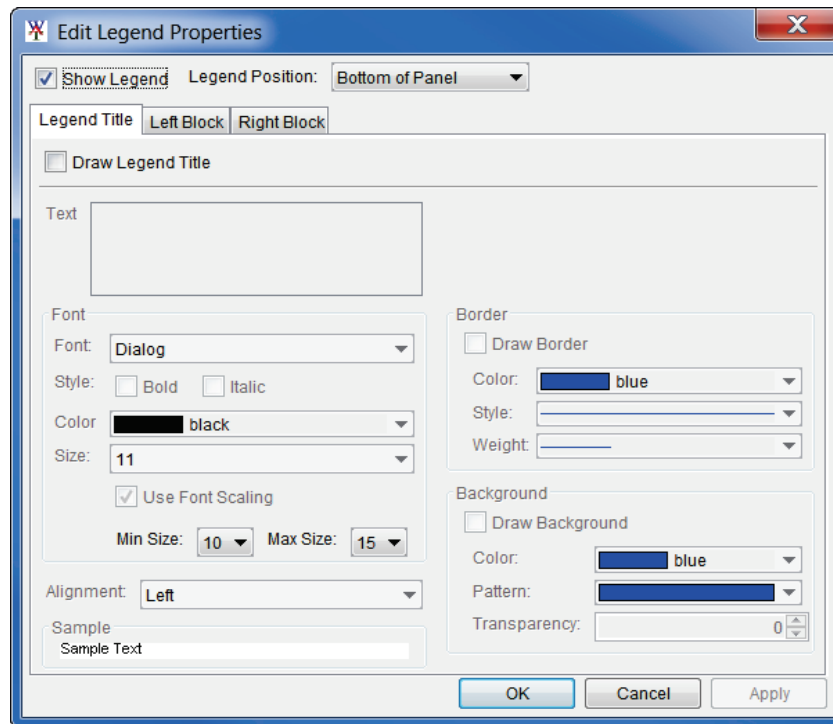 Edit Legend Properties
Show Legend Legend Position: Bottom of Panel
Legend Title Left Block Right Block
Draw Legend Title
Text
Font
Font: Dialog
Style: Bold Italic
Color black
Size: 11
Use Font Scaling
Min Size: 10 Max Size: 15
Alignment: Left
Sample
Sample Text
Border
Draw Border
Color: blue
Style:
Weight:
Background
Draw Background
Color: blue
Pattern:
Transparency: 0
OK Cancel Apply